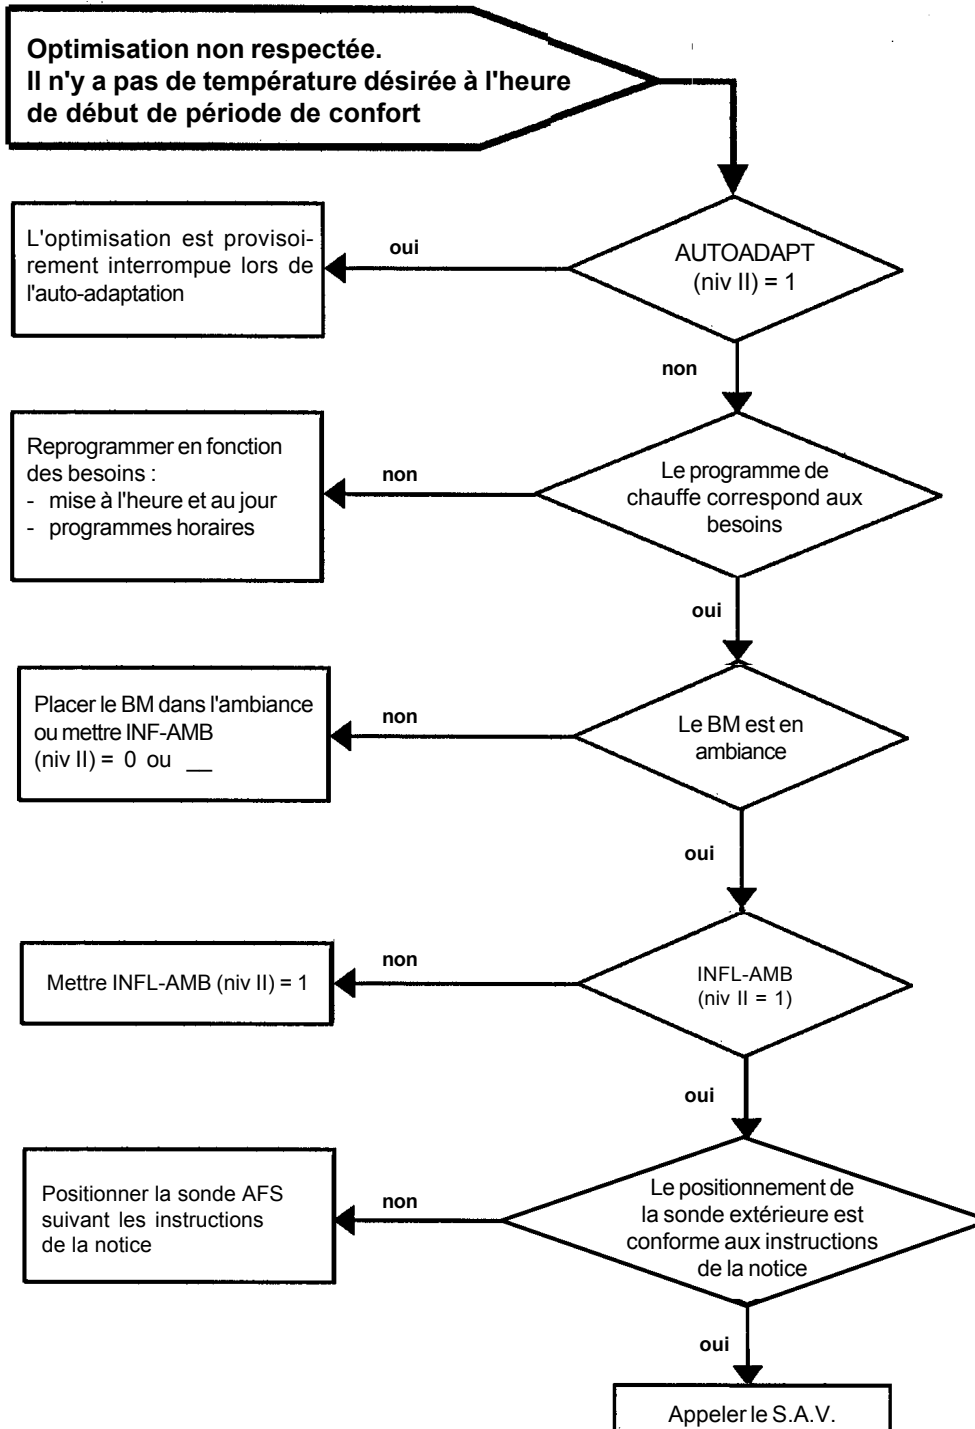 Optimisation non respectée.
Il n'y a pas de température désirée à l'heure
de début de période de confort
AUTOADAPT
(niv II) = 1
oui
L'optimisation est provisoi-
rement interrompue lors de
l'auto-adaptation
non
Le programme de
chauffe correspond aux
besoins
non
Reprogrammer en fonction
des besoins :
- mise à l'heure et au jour
- programmes horaires
oui
Le BM est en
ambiance
non
Placer le BM dans l'ambiance
ou mettre INF-AMB
(niv II) = 0 ou __
oui
INFL-AMB
(niv II = 1)
non
Mettre INFL-AMB (niv II) = 1
oui
Le positionnement de
la sonde extérieure est
conforme aux instructions
de la notice
non
Positionner la sonde AFS
suivant les instructions
de la notice
oui
Appeler le S.A.V.